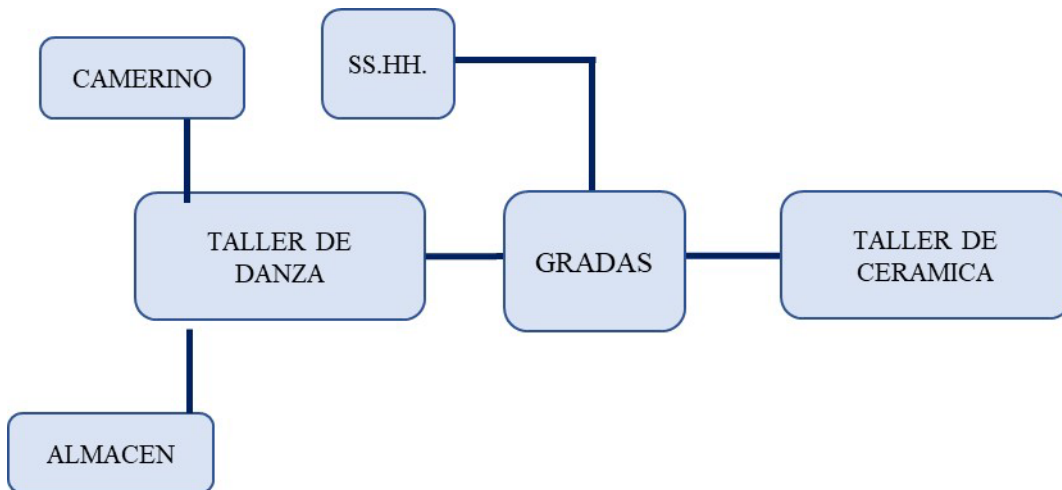 CAMERINO
SS.HH.
TALLER DE
DANZA
GRADAS
TALLER DE
CERAMICA
ALMACEN